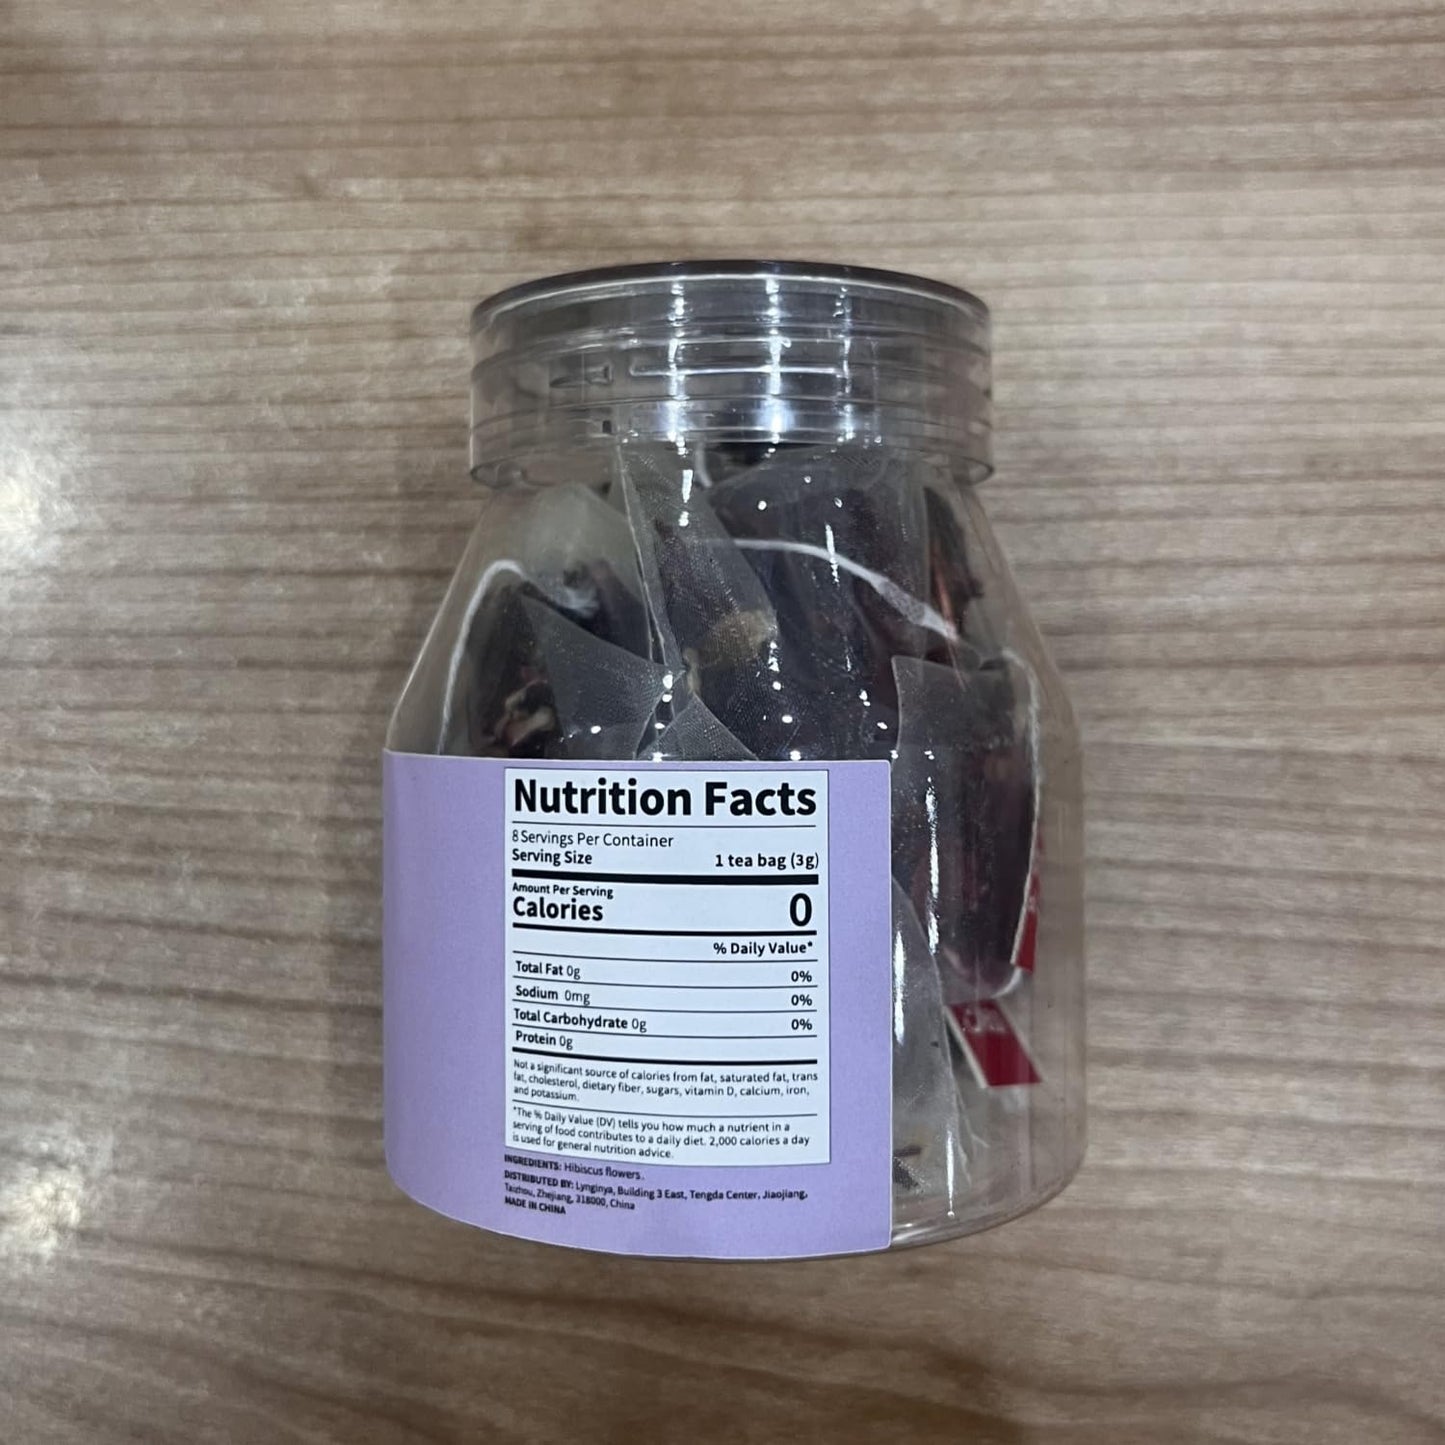 Nutrition Facts
8 Servings Per Container
Serving Size 1 tea bag (3g)
Amount Per Serving
Calories 0
% Daily Value*
Total Fat 0g 0%
Sodium 0mg 0%
Total Carbohydrate 0g 0%
Protein 0g
Not a significant source of calories from fat, saturated fat, trans
fat, cholesterol, dietary fiber, sugars, vitamin D, calcium, iron,
and potassium.
*The % Daily Value (DV) tells you how much a nutrient in a
serving of food contributes to a daily diet. 2,000 calories a day
is used for general nutrition advice.
INGREDIENTS: Hibiscus flowers.
DISTRIBUTED BY: Lynginya, Building 3 East, Tengda Center, Jiaojiang,
Taizhou, Zhejiang, 318000, China
MADE IN CHINA